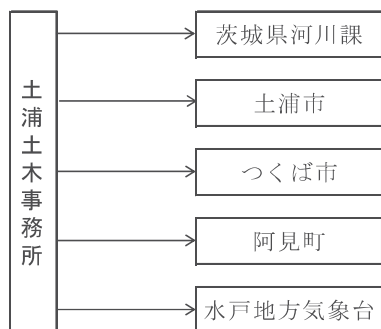 土浦土木事務所
茨城県河川課
土浦市
つくば市
阿見町
水戸地方気象台